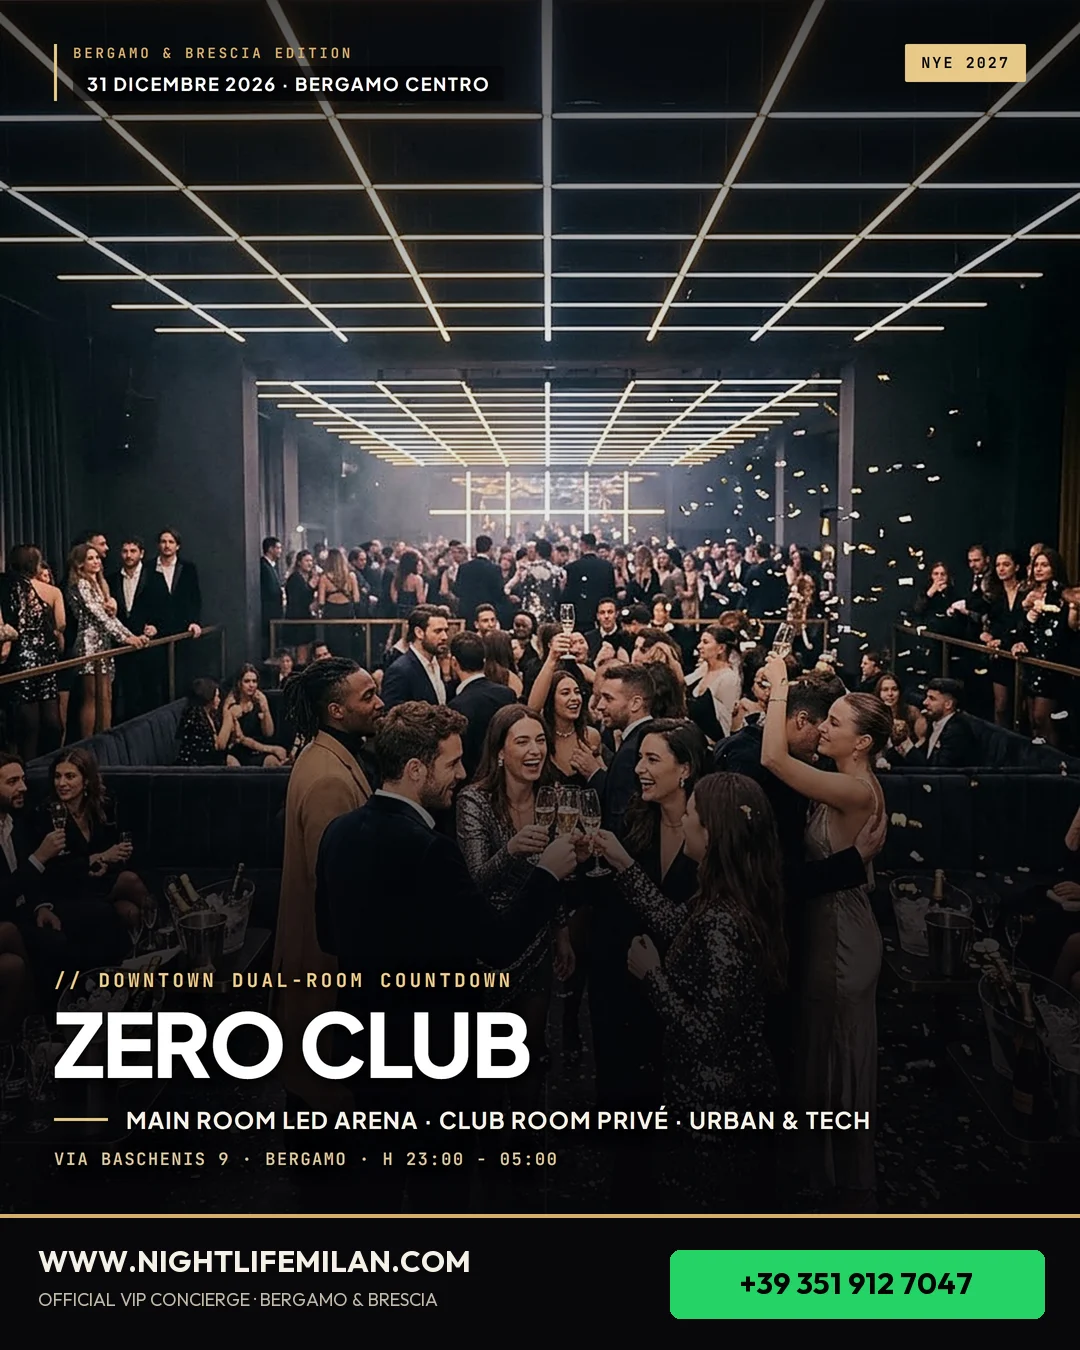 BERGAMO & BRESCIA EDITION
31 DICEMBRE 2026 · BERGAMO CENTRO
NYE 2027
// DOWNTOWN DUAL-ROOM COUNTDOWN
ZERO CLUB
MAIN ROOM LED ARENA · CLUB ROOM PRIVÉ · URBAN & TECH
VIA BASCHENIS 9 · BERGAMO · H 23:00 - 05:00
WWW.NIGHTLIFEMILAN.COM
OFFICIAL VIP CONCIERGE · BERGAMO & BRESCIA
+39 351 912 7047